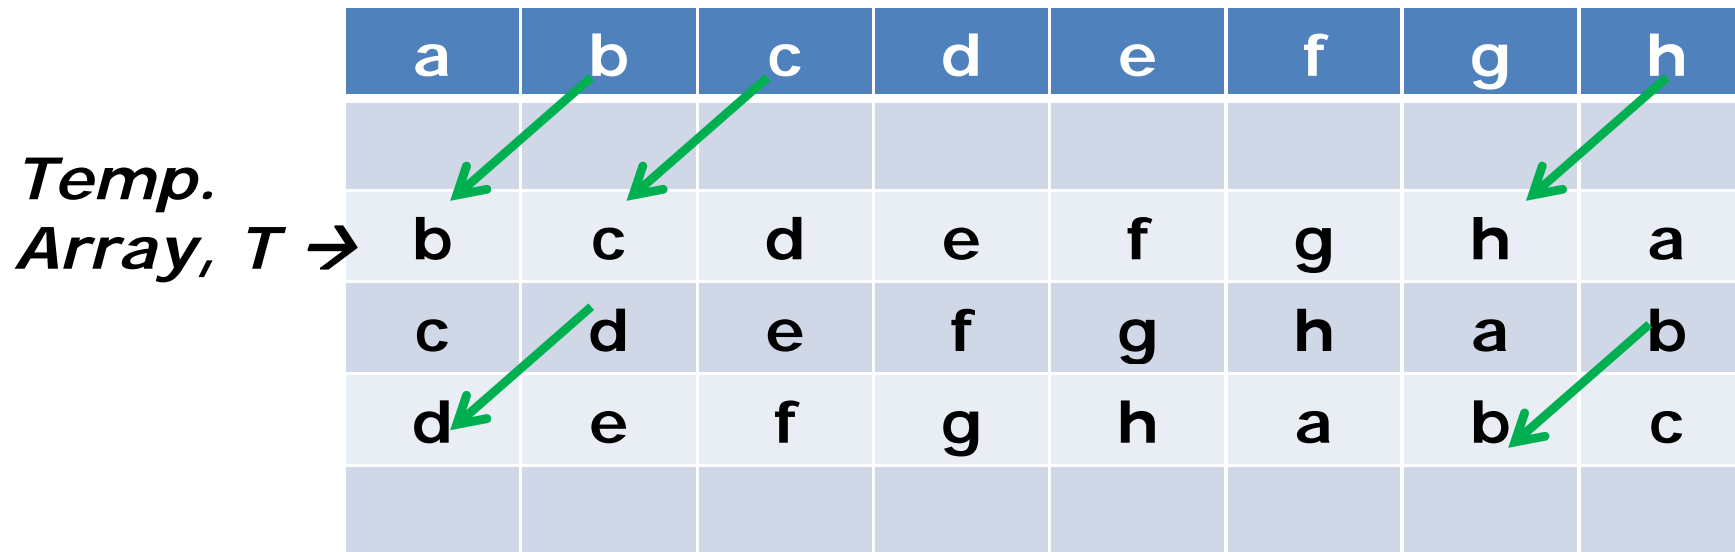 a b c d e f g h
Temp.
Array, T →
b c d e f g h a
c d e f g h a b
d e f g h a b c